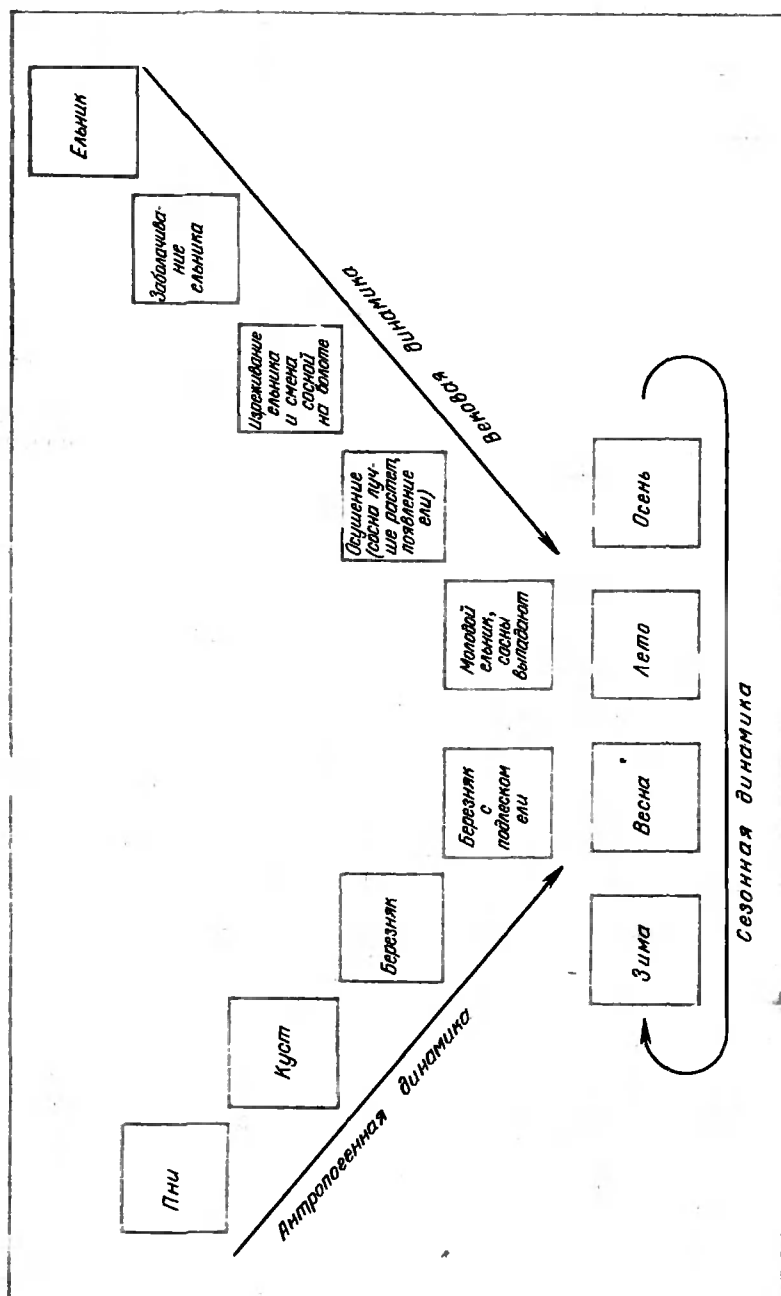 Пни
Куст
Березняк
Березняк
с
подлеском
ели
Антропогенная динамика
Ельник
Заболачива-
ние
ельника
Изреживание
ельника
и смена
сосной
на болоте
Осушение
(сосна луч-
ше растет,
появление
ели)
Молодой
ельник,
сосны
выпадают
Вековая динамика
Зима
Весна
Лето
Осень
Сезонная динамика